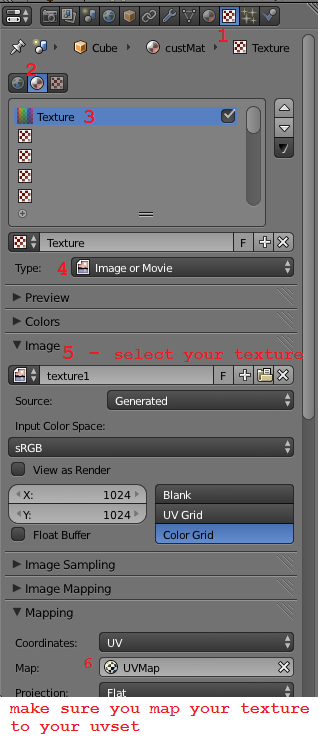 Cube custMat Texture
1
2
Texture 3
Texture F
4 Type: Image or Movie
Preview
Colors
Image
5 - select your texture
texture1 F
Source: Generated
Input Color Space:
sRGB
View as Render
X: 1024 Blank
Y: 1024 UV Grid
Float Buffer Color Grid
Image Sampling
Image Mapping
Mapping
Coordinates: UV
Map: 6 UVMap
Projection: Flat
make sure you map your texture
to your uvset